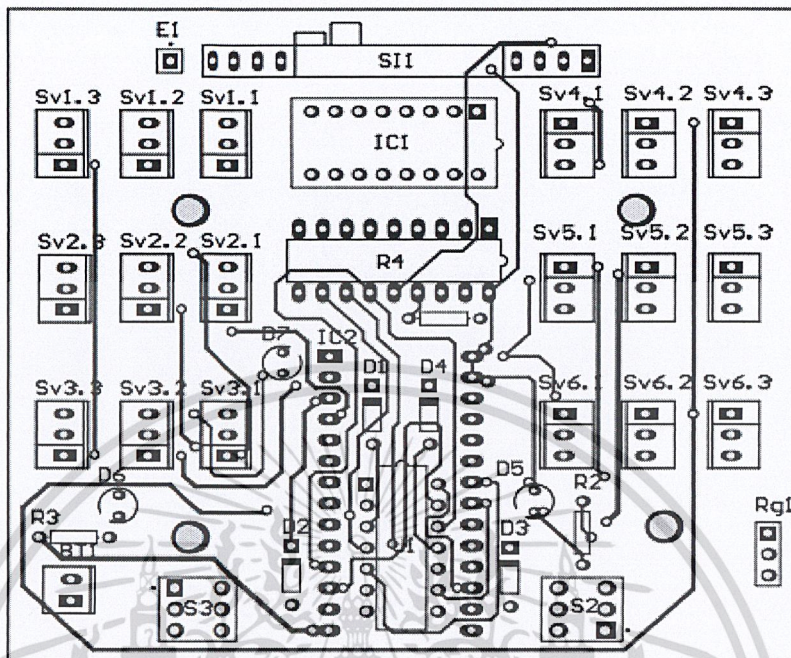 E1
SI1
Sv1.3 Sv1.2 Sv1.1
Sv4.1 Sv4.2 Sv4.3
IC1
Sv2.3 Sv2.2 Sv2.1
R4
Sv5.1 Sv5.2 Sv5.3
D7 IC2
D1 D4
Sv3.3 Sv3.2 Sv3.1
Sv6.1 Sv6.2 Sv6.3
D6
D5
R2
R3
D2
D3
S3
S2